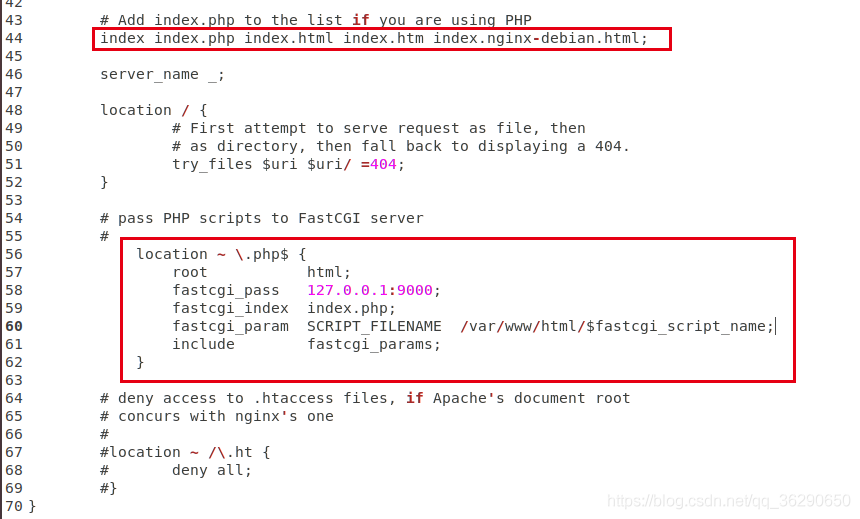 42
43 # Add index.php to the list if you are using PHP
44 index index.php index.html index.htm index.nginx-debian.html;
45
46 server_name _;
47
48 location / {
49 # First attempt to serve request as file, then
50 # as directory, then fall back to displaying a 404.
51 try_files $uri $uri/ =404;
52 }
53
54 # pass PHP scripts to FastCGI server
55 #
56 location ~ \.php$ {
57 root html;
58 fastcgi_pass 127.0.0.1:9000;
59 fastcgi_index index.php;
60 fastcgi_param SCRIPT_FILENAME /var/www/html/$fastcgi_script_name;
61 include fastcgi_params;
62 }
63
64 # deny access to .htaccess files, if Apache's document root
65 # concurs with nginx's one
66 #
67 #location ~ /\.ht {
68 # deny all;
69 #}
70 }
https://blog.csdn.net/qq_36290650